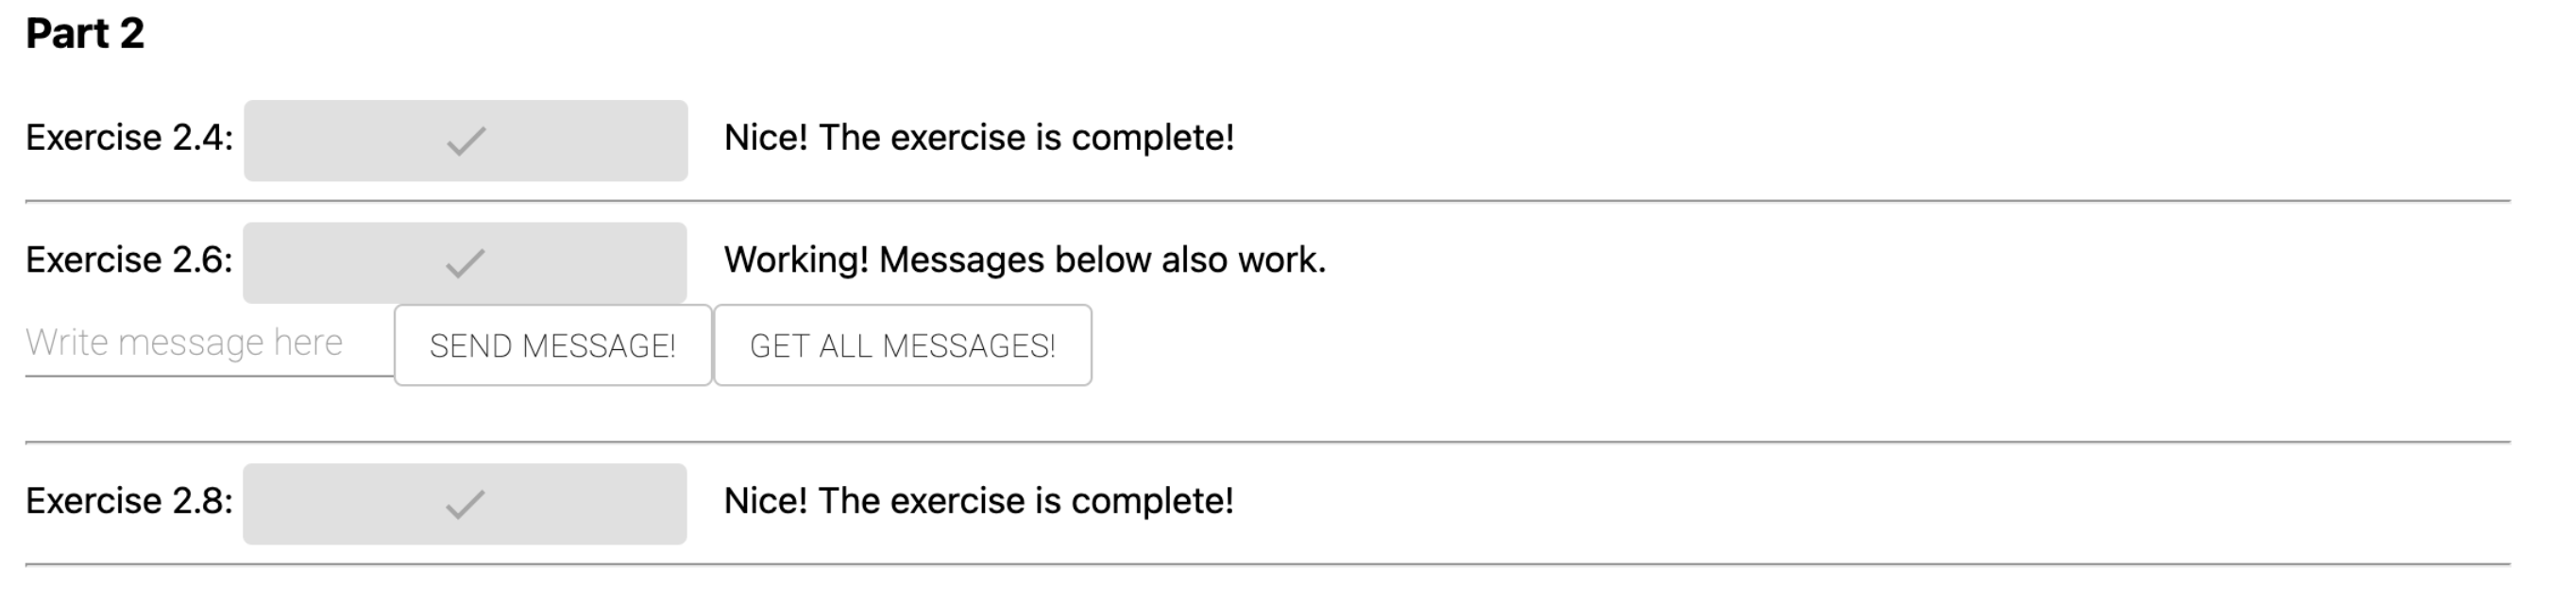 Part 2
Exercise 2.4: Nice! The exercise is complete!
Exercise 2.6: Working! Messages below also work.
Write message here SEND MESSAGE! GET ALL MESSAGES!
Exercise 2.8: Nice! The exercise is complete!